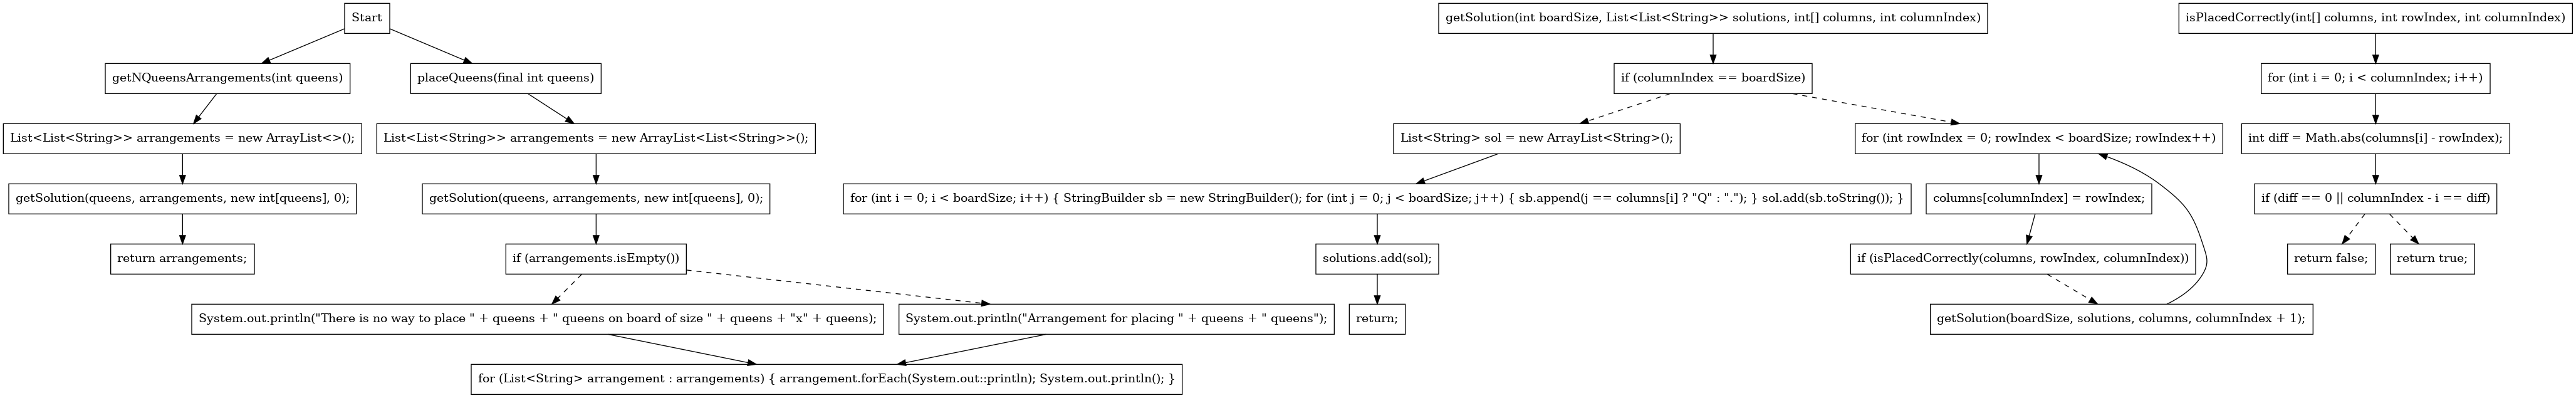 Start
getSolution(int boardSize, List<List<String>> solutions, int[] columns, int columnIndex)
isPlacedCorrectly(int[] columns, int rowIndex, int columnIndex)
getNQueensArrangements(int queens)
placeQueens(final int queens)
if (columnIndex == boardSize)
for (int i = 0; i < columnIndex; i++)
List<List<String>> arrangements = new ArrayList<>();
List<List<String>> arrangements = new ArrayList<List<String>>();
List<String> sol = new ArrayList<String>();
for (int rowIndex = 0; rowIndex < boardSize; rowIndex++)
int diff = Math.abs(columns[i] - rowIndex);
getSolution(queens, arrangements, new int[queens], 0);
getSolution(queens, arrangements, new int[queens], 0);
for (int i = 0; i < boardSize; i++) { StringBuilder sb = new StringBuilder(); for (int j = 0; j < boardSize; j++) { sb.append(j == columns[i] ? "Q" : "."); } sol.add(sb.toString()); }
columns[columnIndex] = rowIndex;
if (diff == 0 || columnIndex - i == diff)
return arrangements;
if (arrangements.isEmpty())
solutions.add(sol);
if (isPlacedCorrectly(columns, rowIndex, columnIndex))
return false;
return true;
System.out.println("There is no way to place " + queens + " queens on board of size " + queens + "x" + queens);
System.out.println("Arrangement for placing " + queens + " queens");
return;
getSolution(boardSize, solutions, columns, columnIndex + 1);
for (List<String> arrangement : arrangements) { arrangement.forEach(System.out::println); System.out.println(); }